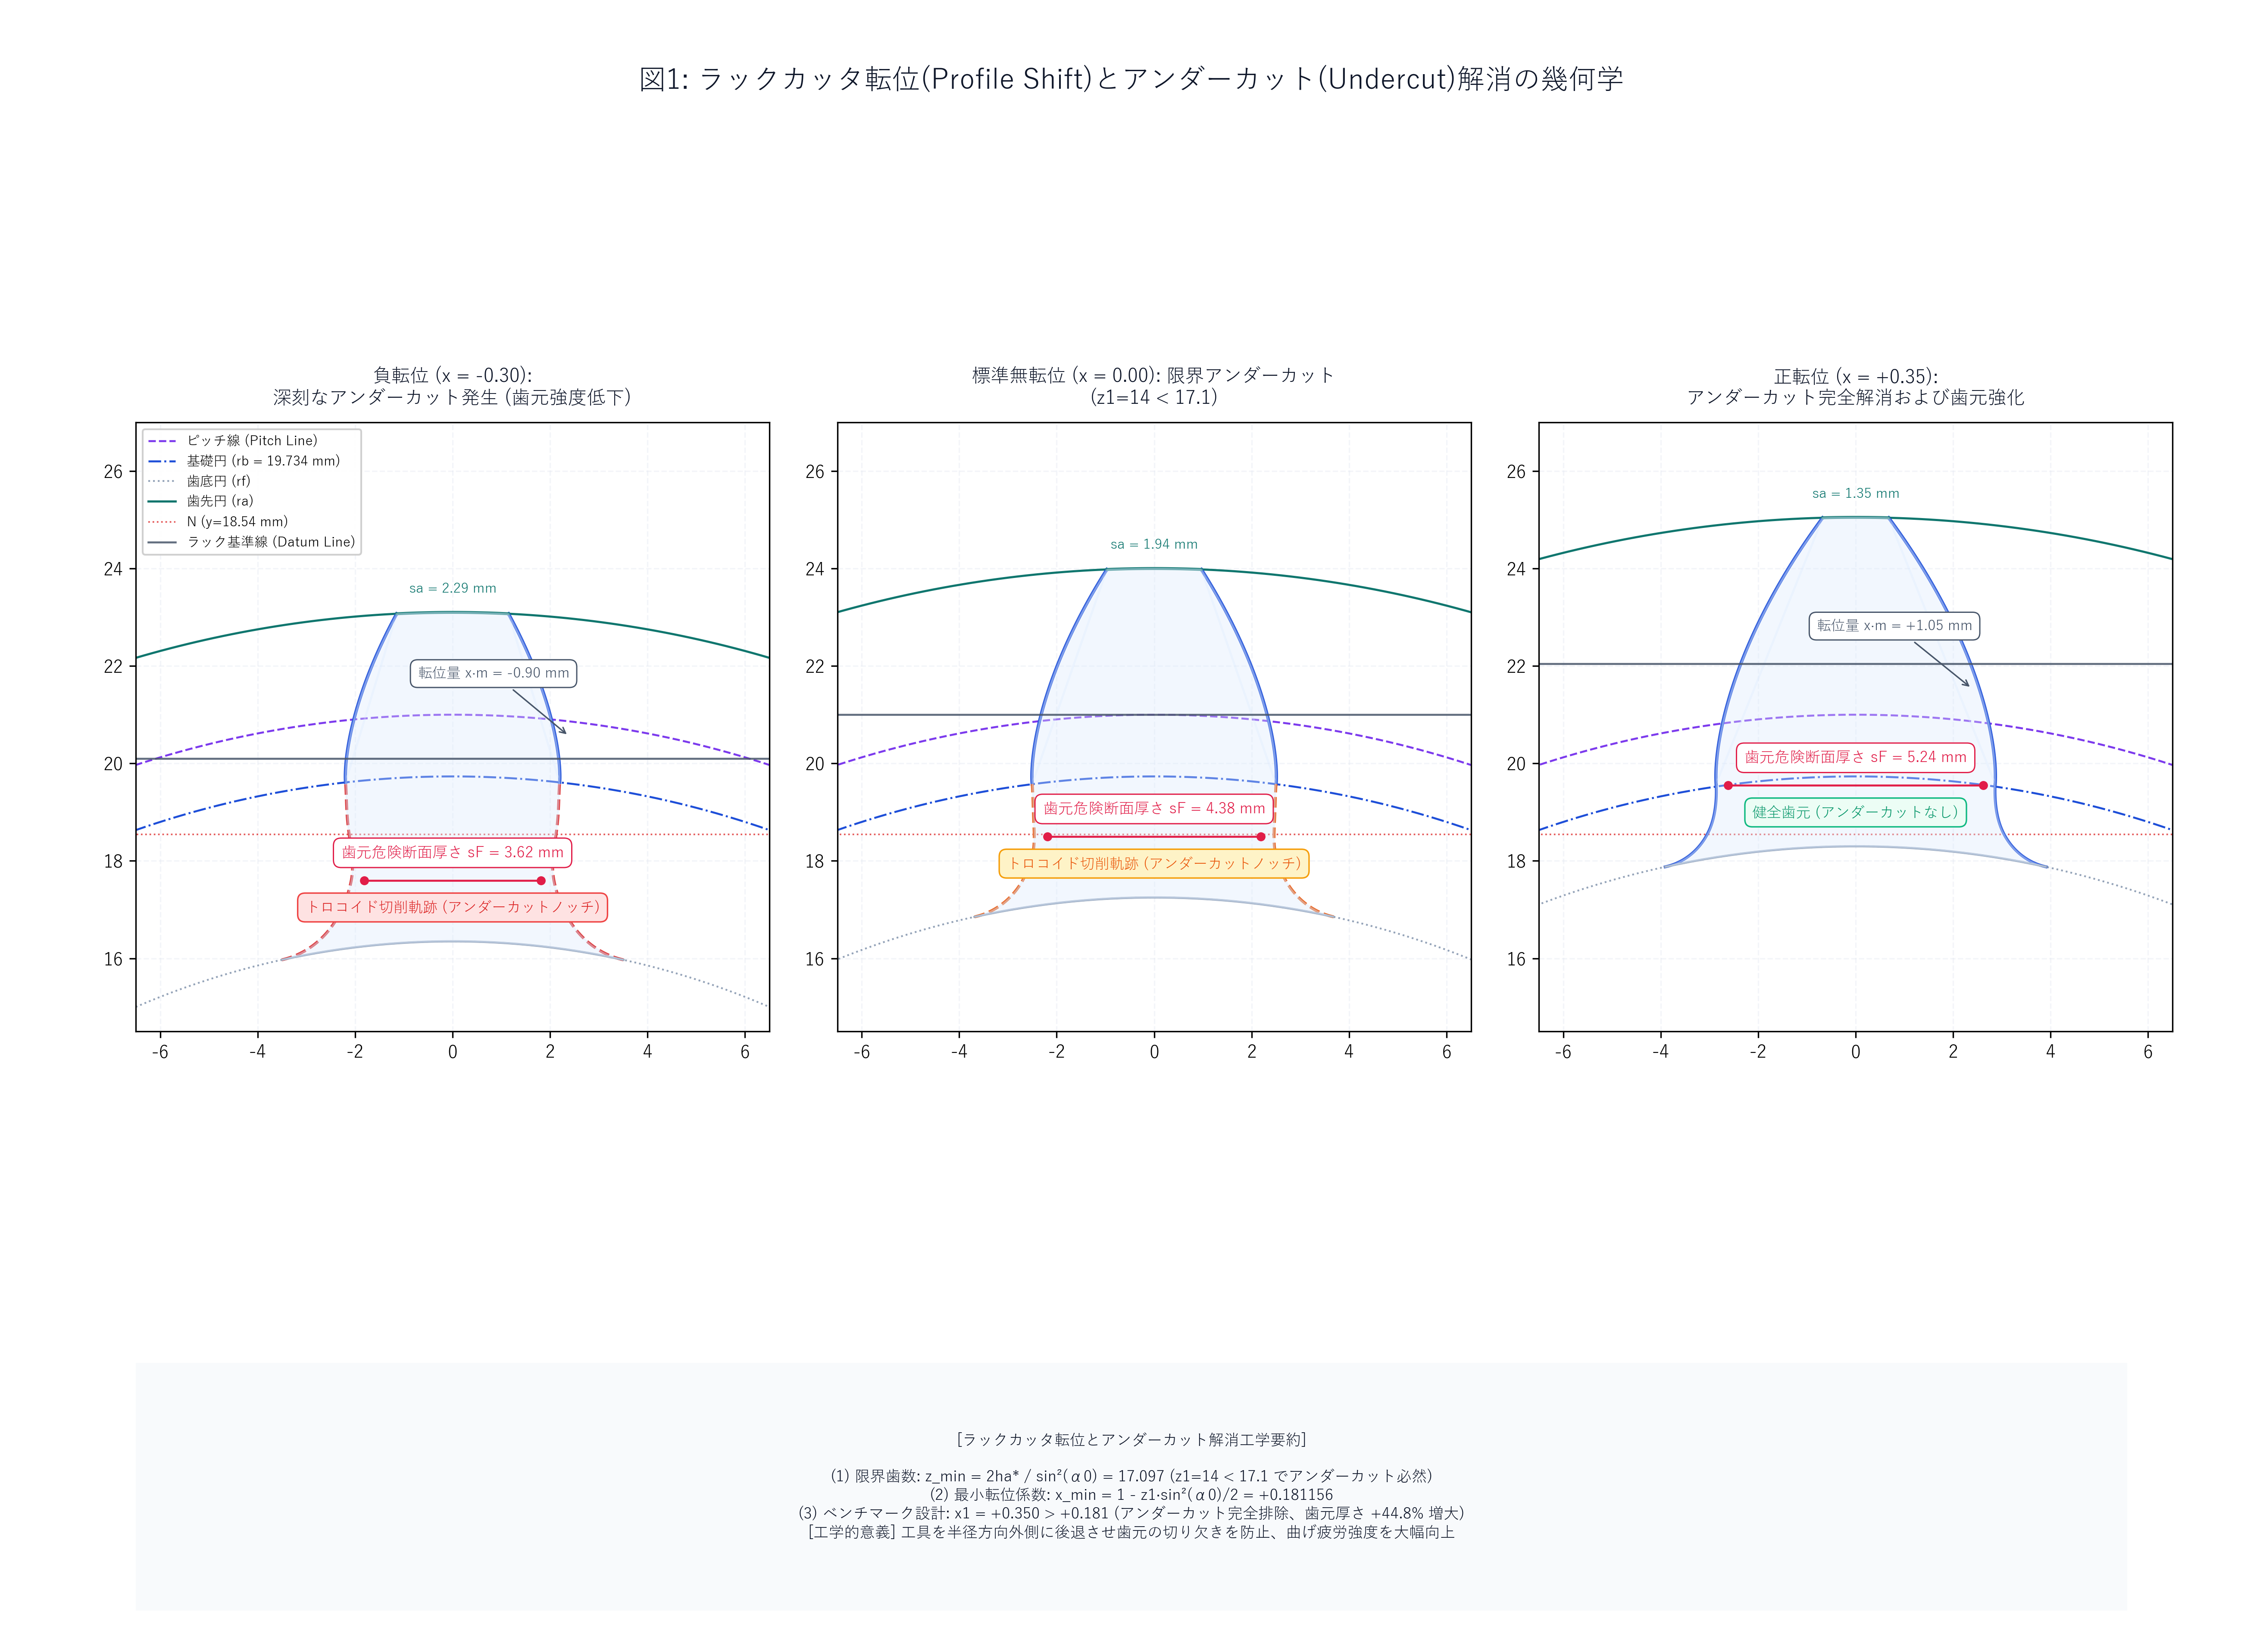 図1: ラックカッタ転位(Profile Shift)とアンダーカット(Undercut)解消の幾何学
負転位 (x = -0.30):
深刻なアンダーカット発生 (歯元強度低下)
ピッチ線 (Pitch Line)
基礎円 (rb = 19.734 mm)
歯底円 (rf)
歯先円 (ra)
N (y=18.54 mm)
ラック基準線 (Datum Line)
sa = 2.29 mm
転位量 x·m = -0.90 mm
歯元危険断面厚さ sF = 3.62 mm
トロコイド切削軌跡 (アンダーカットノッチ)
26
24
22
20
18
16
-6 -4 -2 0 2 4 6
標準無転位 (x = 0.00): 限界アンダーカット
(z1=14 < 17.1)
sa = 1.94 mm
歯元危険断面厚さ sF = 4.38 mm
トロコイド切削軌跡 (アンダーカットノッチ)
26
24
22
20
18
16
-6 -4 -2 0 2 4 6
正転位 (x = +0.35):
アンダーカット完全解消および歯元強化
sa = 1.35 mm
転位量 x·m = +1.05 mm
歯元危険断面厚さ sF = 5.24 mm
健全歯元 (アンダーカットなし)
26
24
22
20
18
16
-6 -4 -2 0 2 4 6
[ラックカッタ転位とアンダーカット解消工学要約]
(1) 限界歯数: z_min = 2ha* / sin²(α0) = 17.097 (z1=14 < 17.1 でアンダーカット必然)
(2) 最小転位係数: x_min = 1 - z1·sin²(α0)/2 = +0.181156
(3) ベンチマーク設計: x1 = +0.350 > +0.181 (アンダーカット完全排除、歯元厚さ +44.8% 増大)
[工学的意義] 工具を半径方向外側に後退させ歯元の切り欠きを防止、曲げ疲労強度を大幅向上